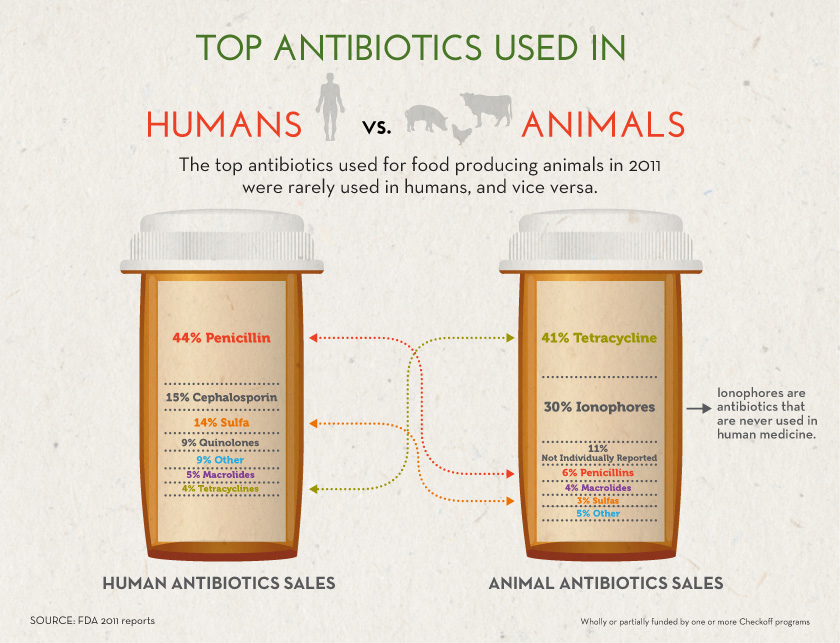 TOP ANTIBIOTICS USED IN
HUMANS vs. ANIMALS
The top antibiotics used for food producing animals in 2011
were rarely used in humans, and vice versa.
44% Penicillin
15% Cephalosporin
14% Sulfa
9% Quinolones
9% Other
5% Macrolides
4% Tetracyclines
41% Tetracycline
30% Ionophores
11%
Not Individually Reported
6% Penicillins
4% Macrolides
3% Sulfas
5% Other
Ionophores are
antibiotics that
are never used in
human medicine.
HUMAN ANTIBIOTICS SALES
ANIMAL ANTIBIOTICS SALES
SOURCE: FDA 2011 reports
Wholly or partially funded by one or more Checkoff programs